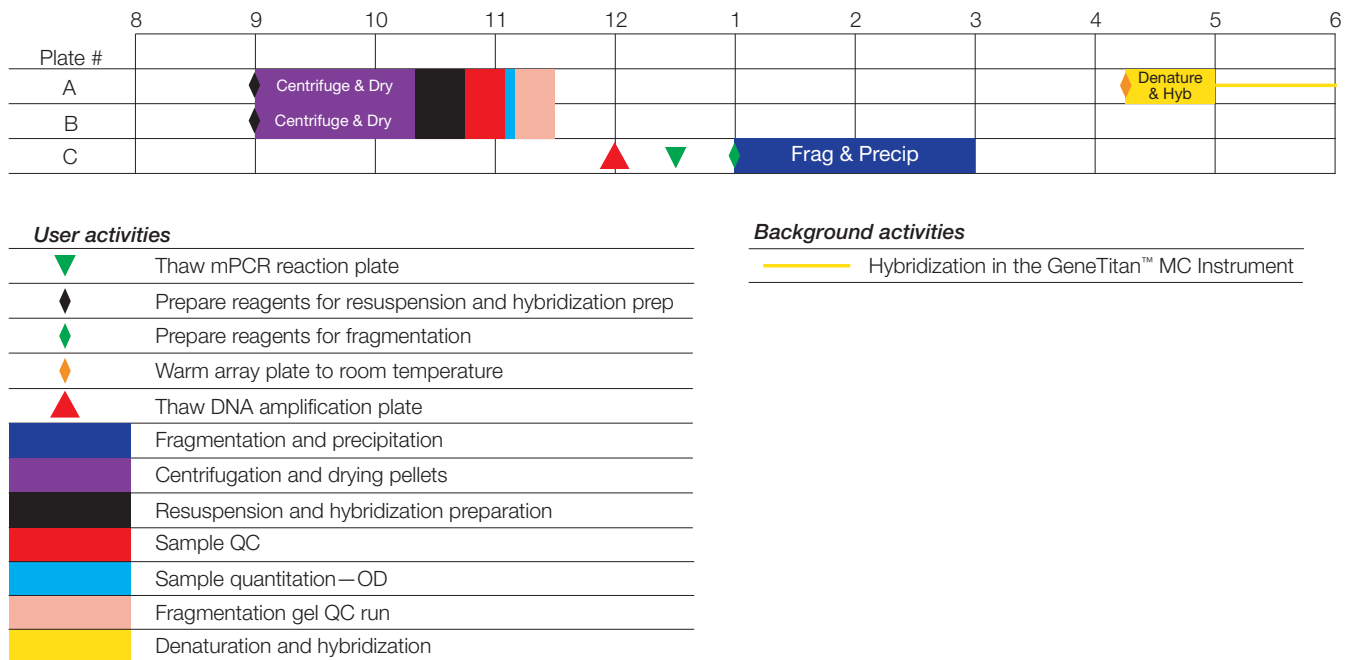 8 9 10 11 12 1 2 3 4 5 6
Plate #
A Centrifuge & Dry Denature
& Hyb
B Centrifuge & Dry
C Frag & Precip
User activities
Thaw mPCR reaction plate
Prepare reagents for resuspension and hybridization prep
Prepare reagents for fragmentation
Warm array plate to room temperature
Thaw DNA amplification plate
Fragmentation and precipitation
Centrifugation and drying pellets
Resuspension and hybridization preparation
Sample QC
Sample quantitation—OD
Fragmentation gel QC run
Denaturation and hybridization
Background activities
Hybridization in the GeneTitan™ MC Instrument